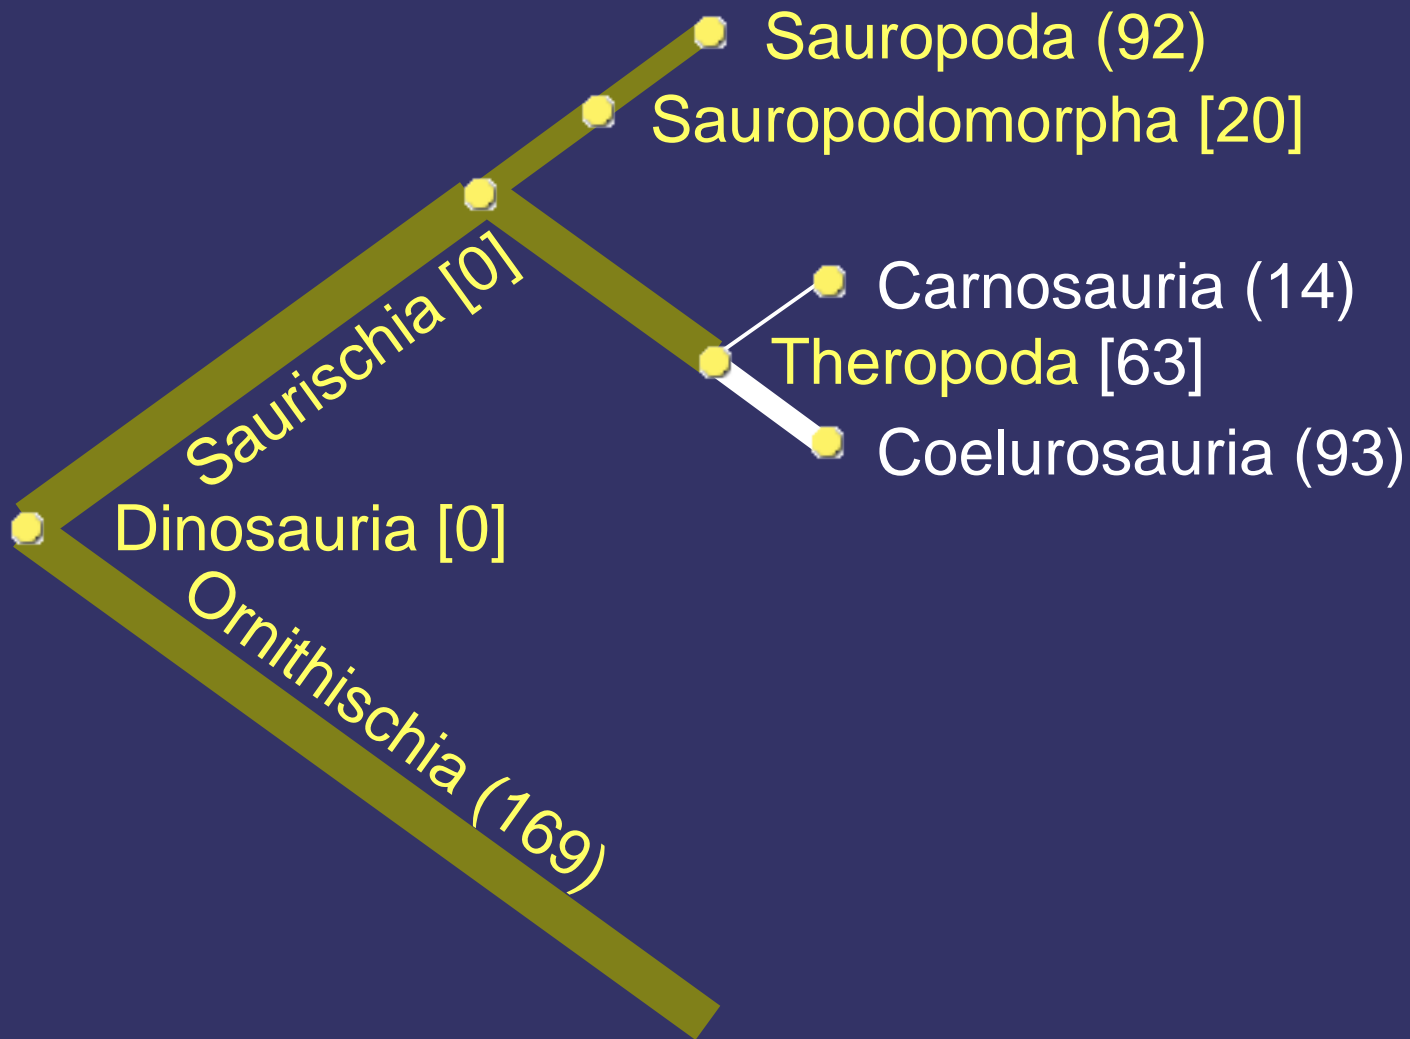 Sauropoda (92)
Sauropodomorpha [20]
Saurischia [0]
Carnosauria (14)
Theropoda [63]
Coelurosauria (93)
Dinosauria [0]
Ornithischia (169)